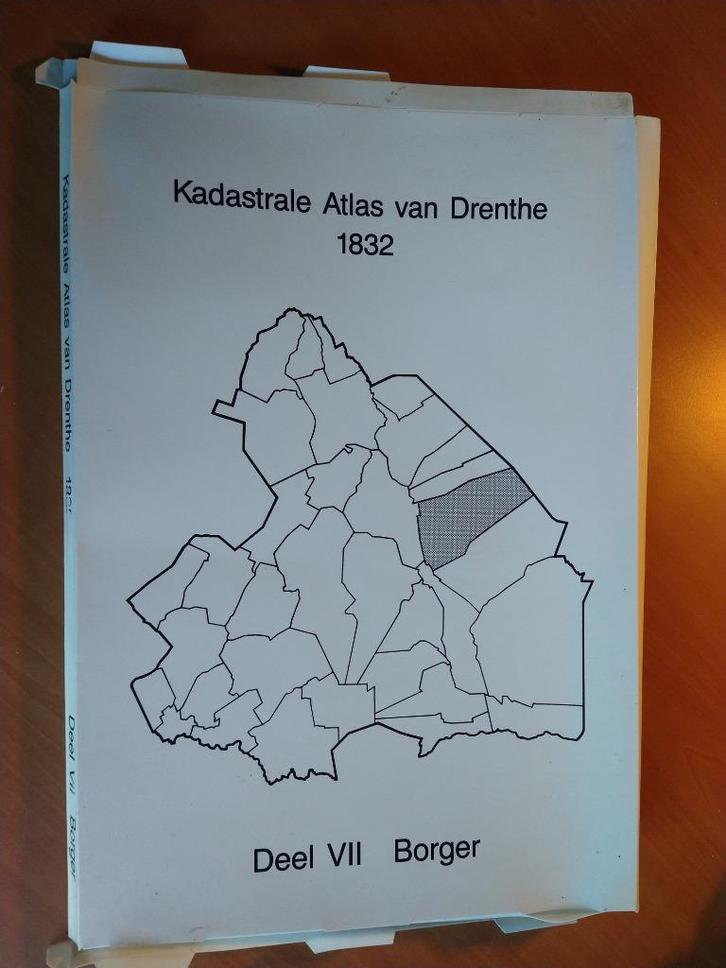 Kadastrale Atlas van Drenthe
1832
Deel VII Borger
Kadastrale Atlas van Drenthe
Deel VII Borger